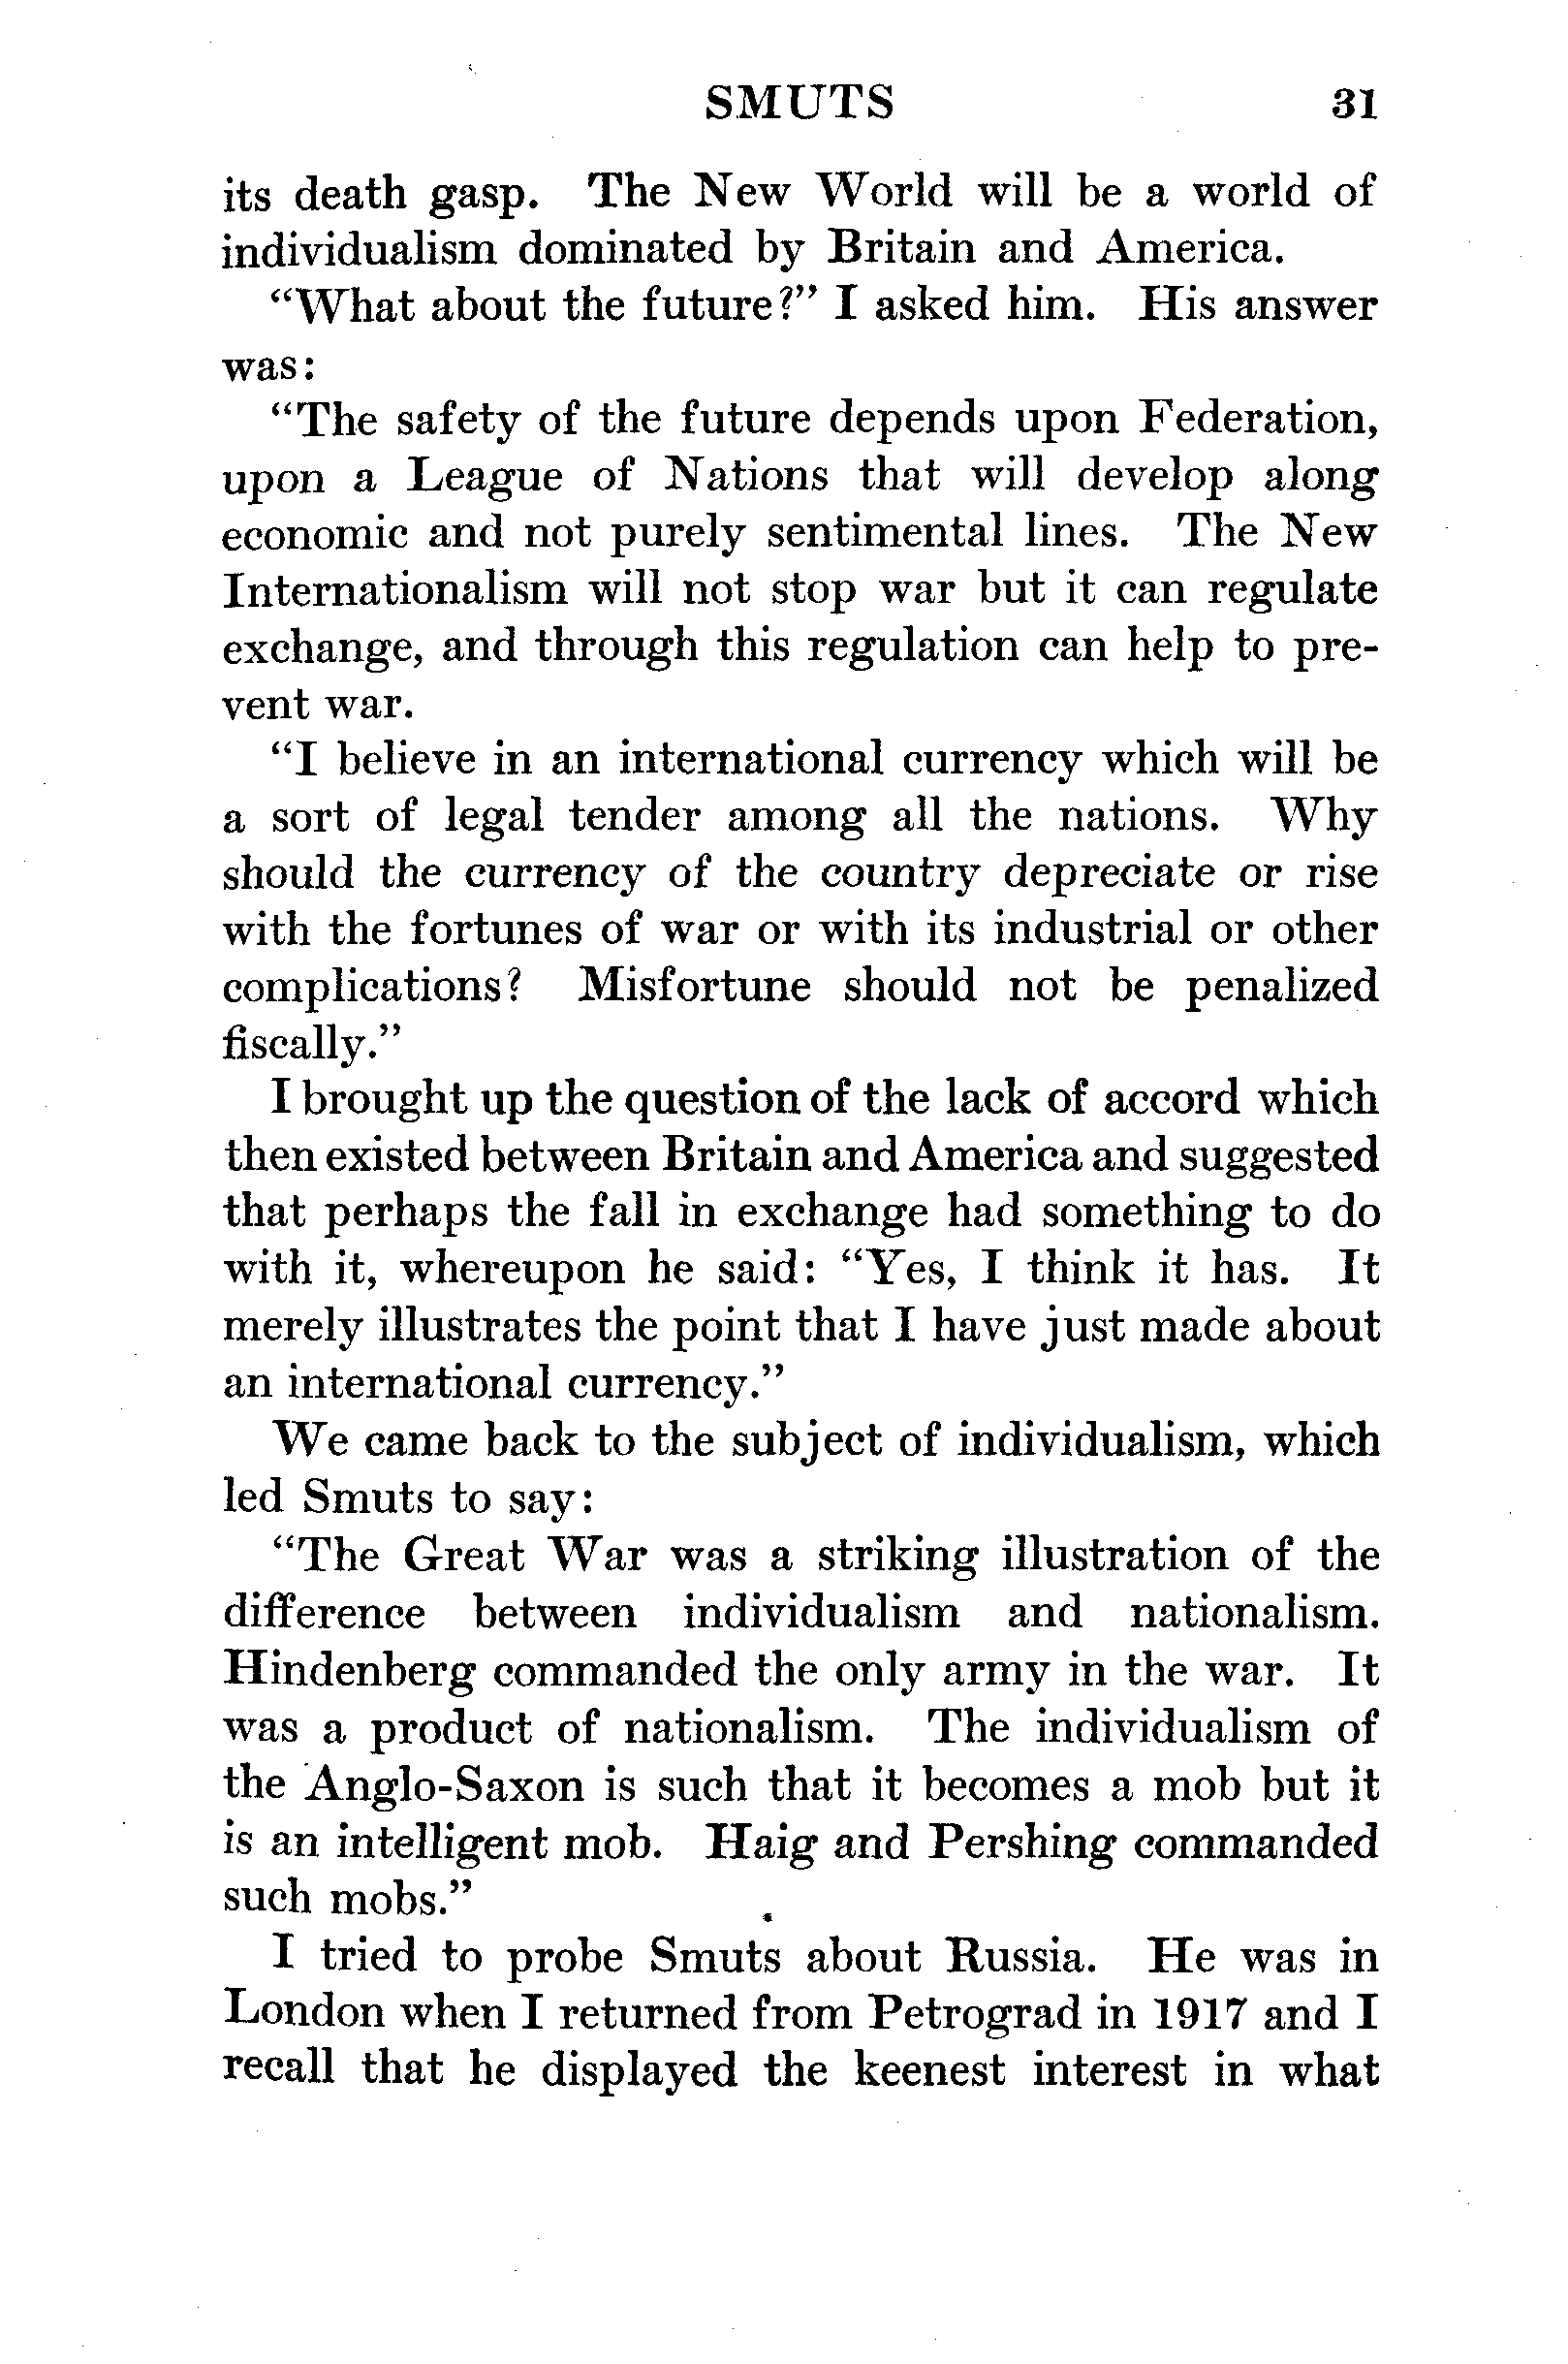 SMUTS 31
its death gasp. The New World will be a world of
individualism dominated by Britain and America.
"What about the future?" I asked him. His answer
was:
"The safety of the future depends upon Federation,
upon a League of Nations that will develop along
economic and not purely sentimental lines. The New
Internationalism will not stop war but it can regulate
exchange, and through this regulation can help to pre-
vent war.
"I believe in an international currency which will be
a sort of legal tender among all the nations. Why
should the currency of the country depreciate or rise
with the fortunes of war or with its industrial or other
complications? Misfortune should not be penalized
fiscally."
I brought up the question of the lack of accord which
then existed between Britain and America and suggested
that perhaps the fall in exchange had something to do
with it, whereupon he said: "Yes, I think it has. It
merely illustrates the point that I have just made about
an international currency."
We came back to the subject of individualism, which
led Smuts to say:
"The Great War was a striking illustration of the
difference between individualism and nationalism.
Hindenberg commanded the only army in the war. It
was a product of nationalism. The individualism of
the Anglo-Saxon is such that it becomes a mob but it
is an intelligent mob. Haig and Pershing commanded
such mobs."
I tried to probe Smuts about Russia. He was in
London when I returned from Petrograd in 1917 and I
recall that he displayed the keenest interest in what